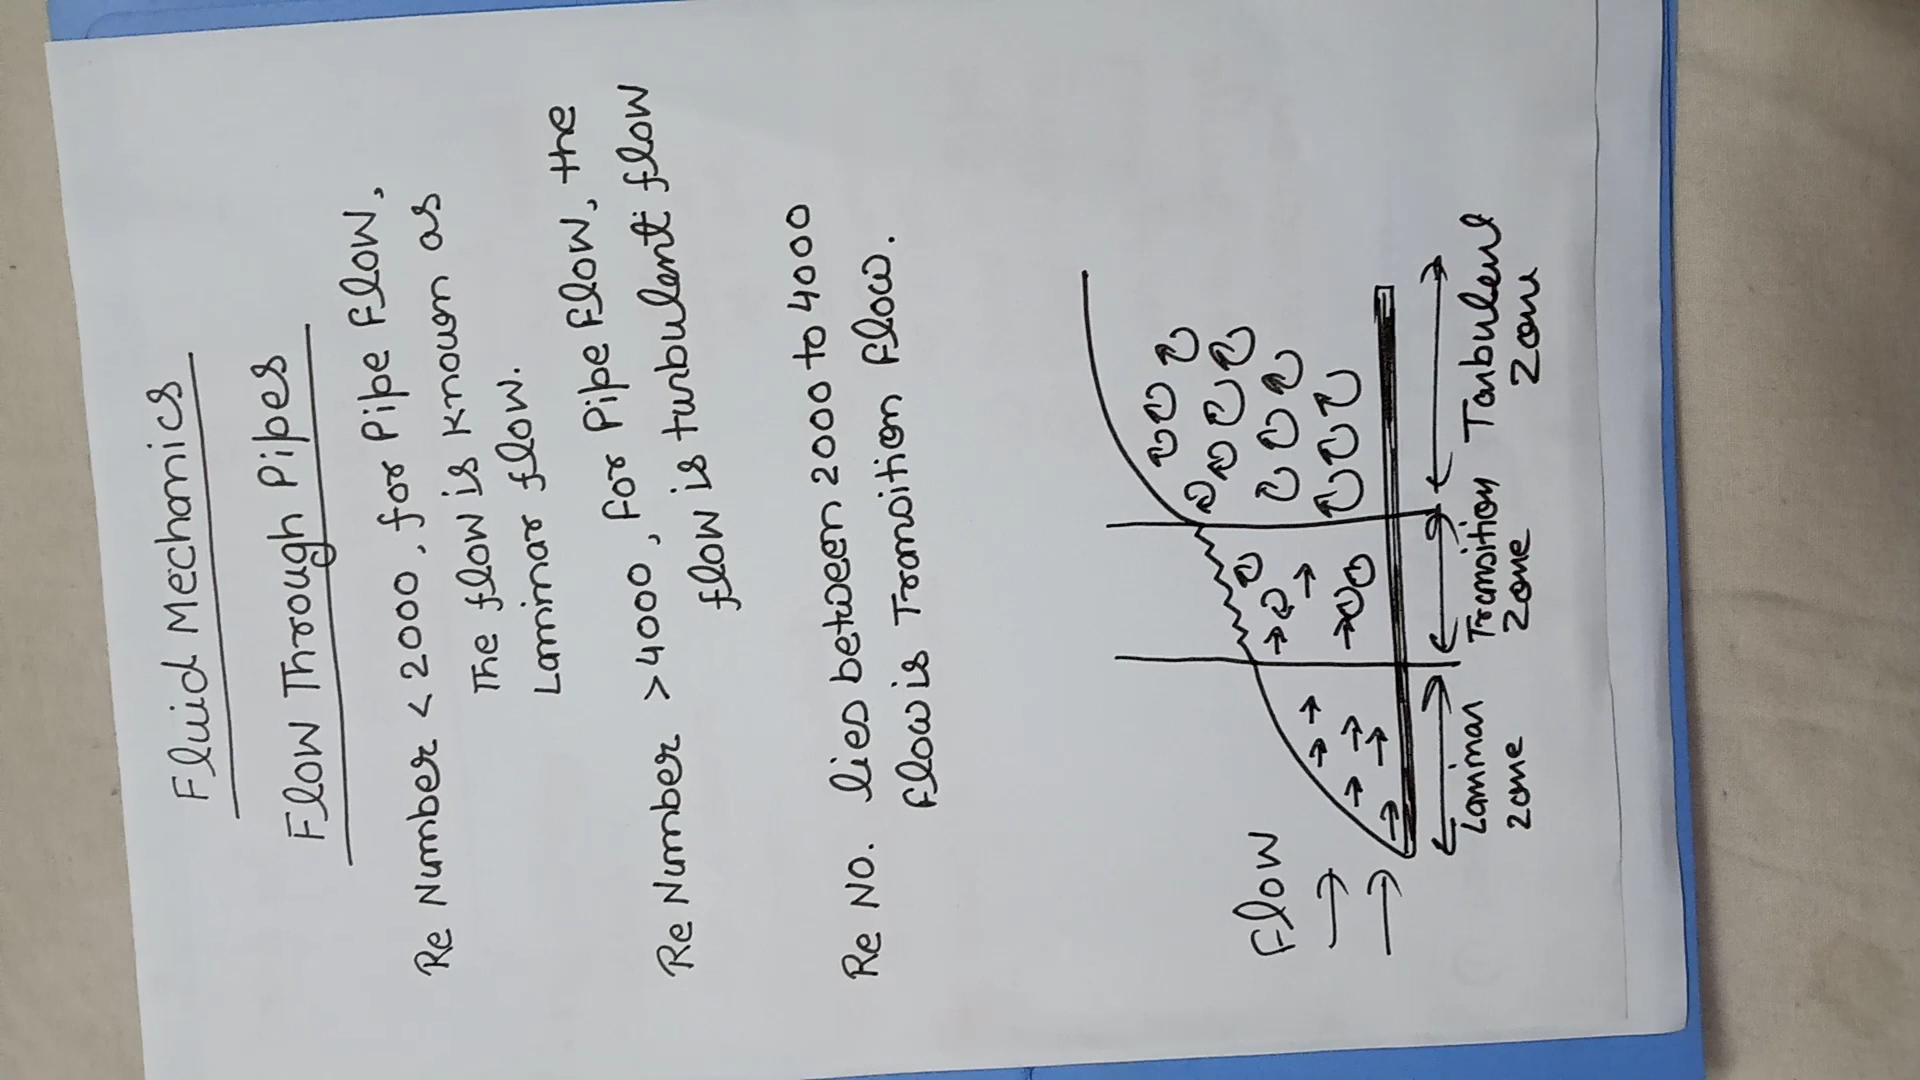 Fluid Mechanics
Flow Through Pipes
Re Number < 2000, for Pipe Flow,
The flow is known as
Laminar flow.
Re Number > 4000, for Pipe flow, the
flow is turbulent flow
flow
Re No. lies between 2000 to 4000
flow is Transition flow.
Flow
Laminar Transition Turbulent
zone zone zone